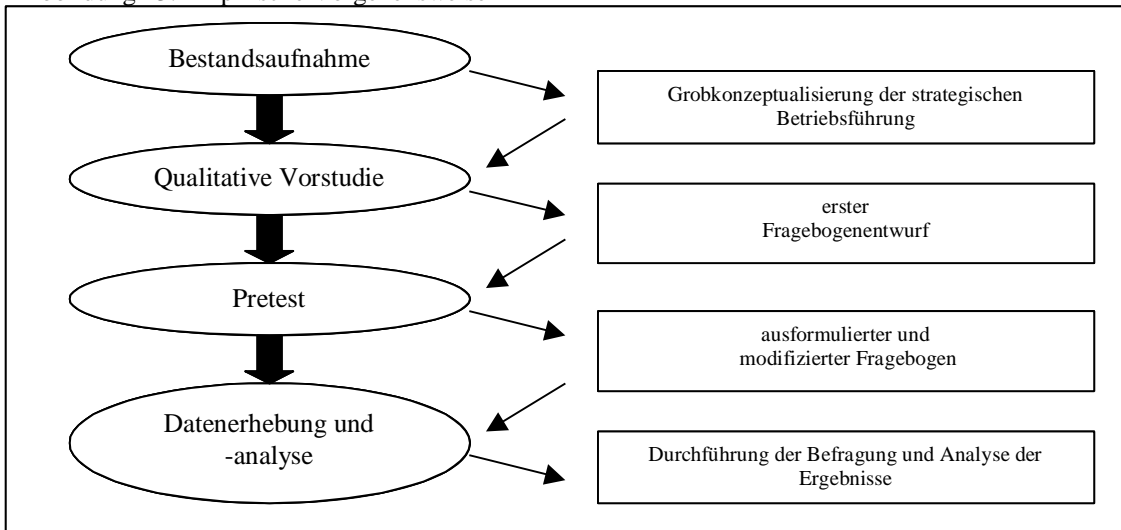 Bestandsaufnahme
Grobkonzeptualisierung der strategischen
Betriebsführung
Qualitative Vorstudie
erster
Fragebogenentwurf
Pretest
ausformulierter und
modifizierter Fragebogen
Datenerhebung und
-analyse
Durchführung der Befragung und Analyse der
Ergebnisse